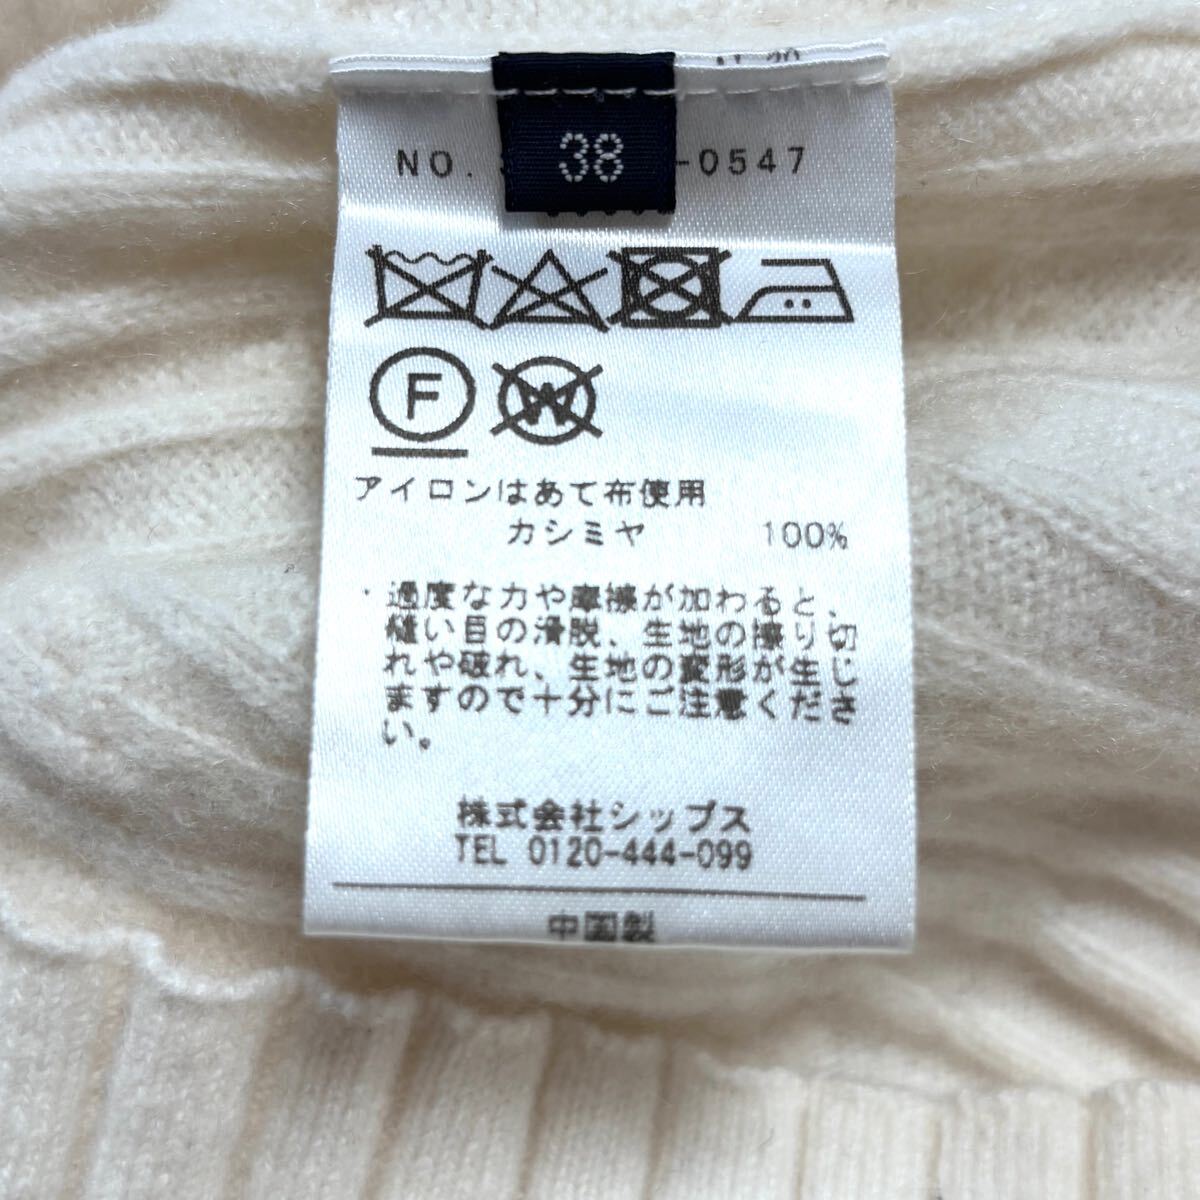 38
NO. -0547
F
W
アイロンはあて布使用
カシミヤ 100%
・過度な力や摩擦が加わると、
縫い目の滑脱、生地の擦り切
れや破れ、生地の変形が生じ
ますので十分にご注意くださ
い。
株式会社シップス
TEL 0120-444-099
中国製